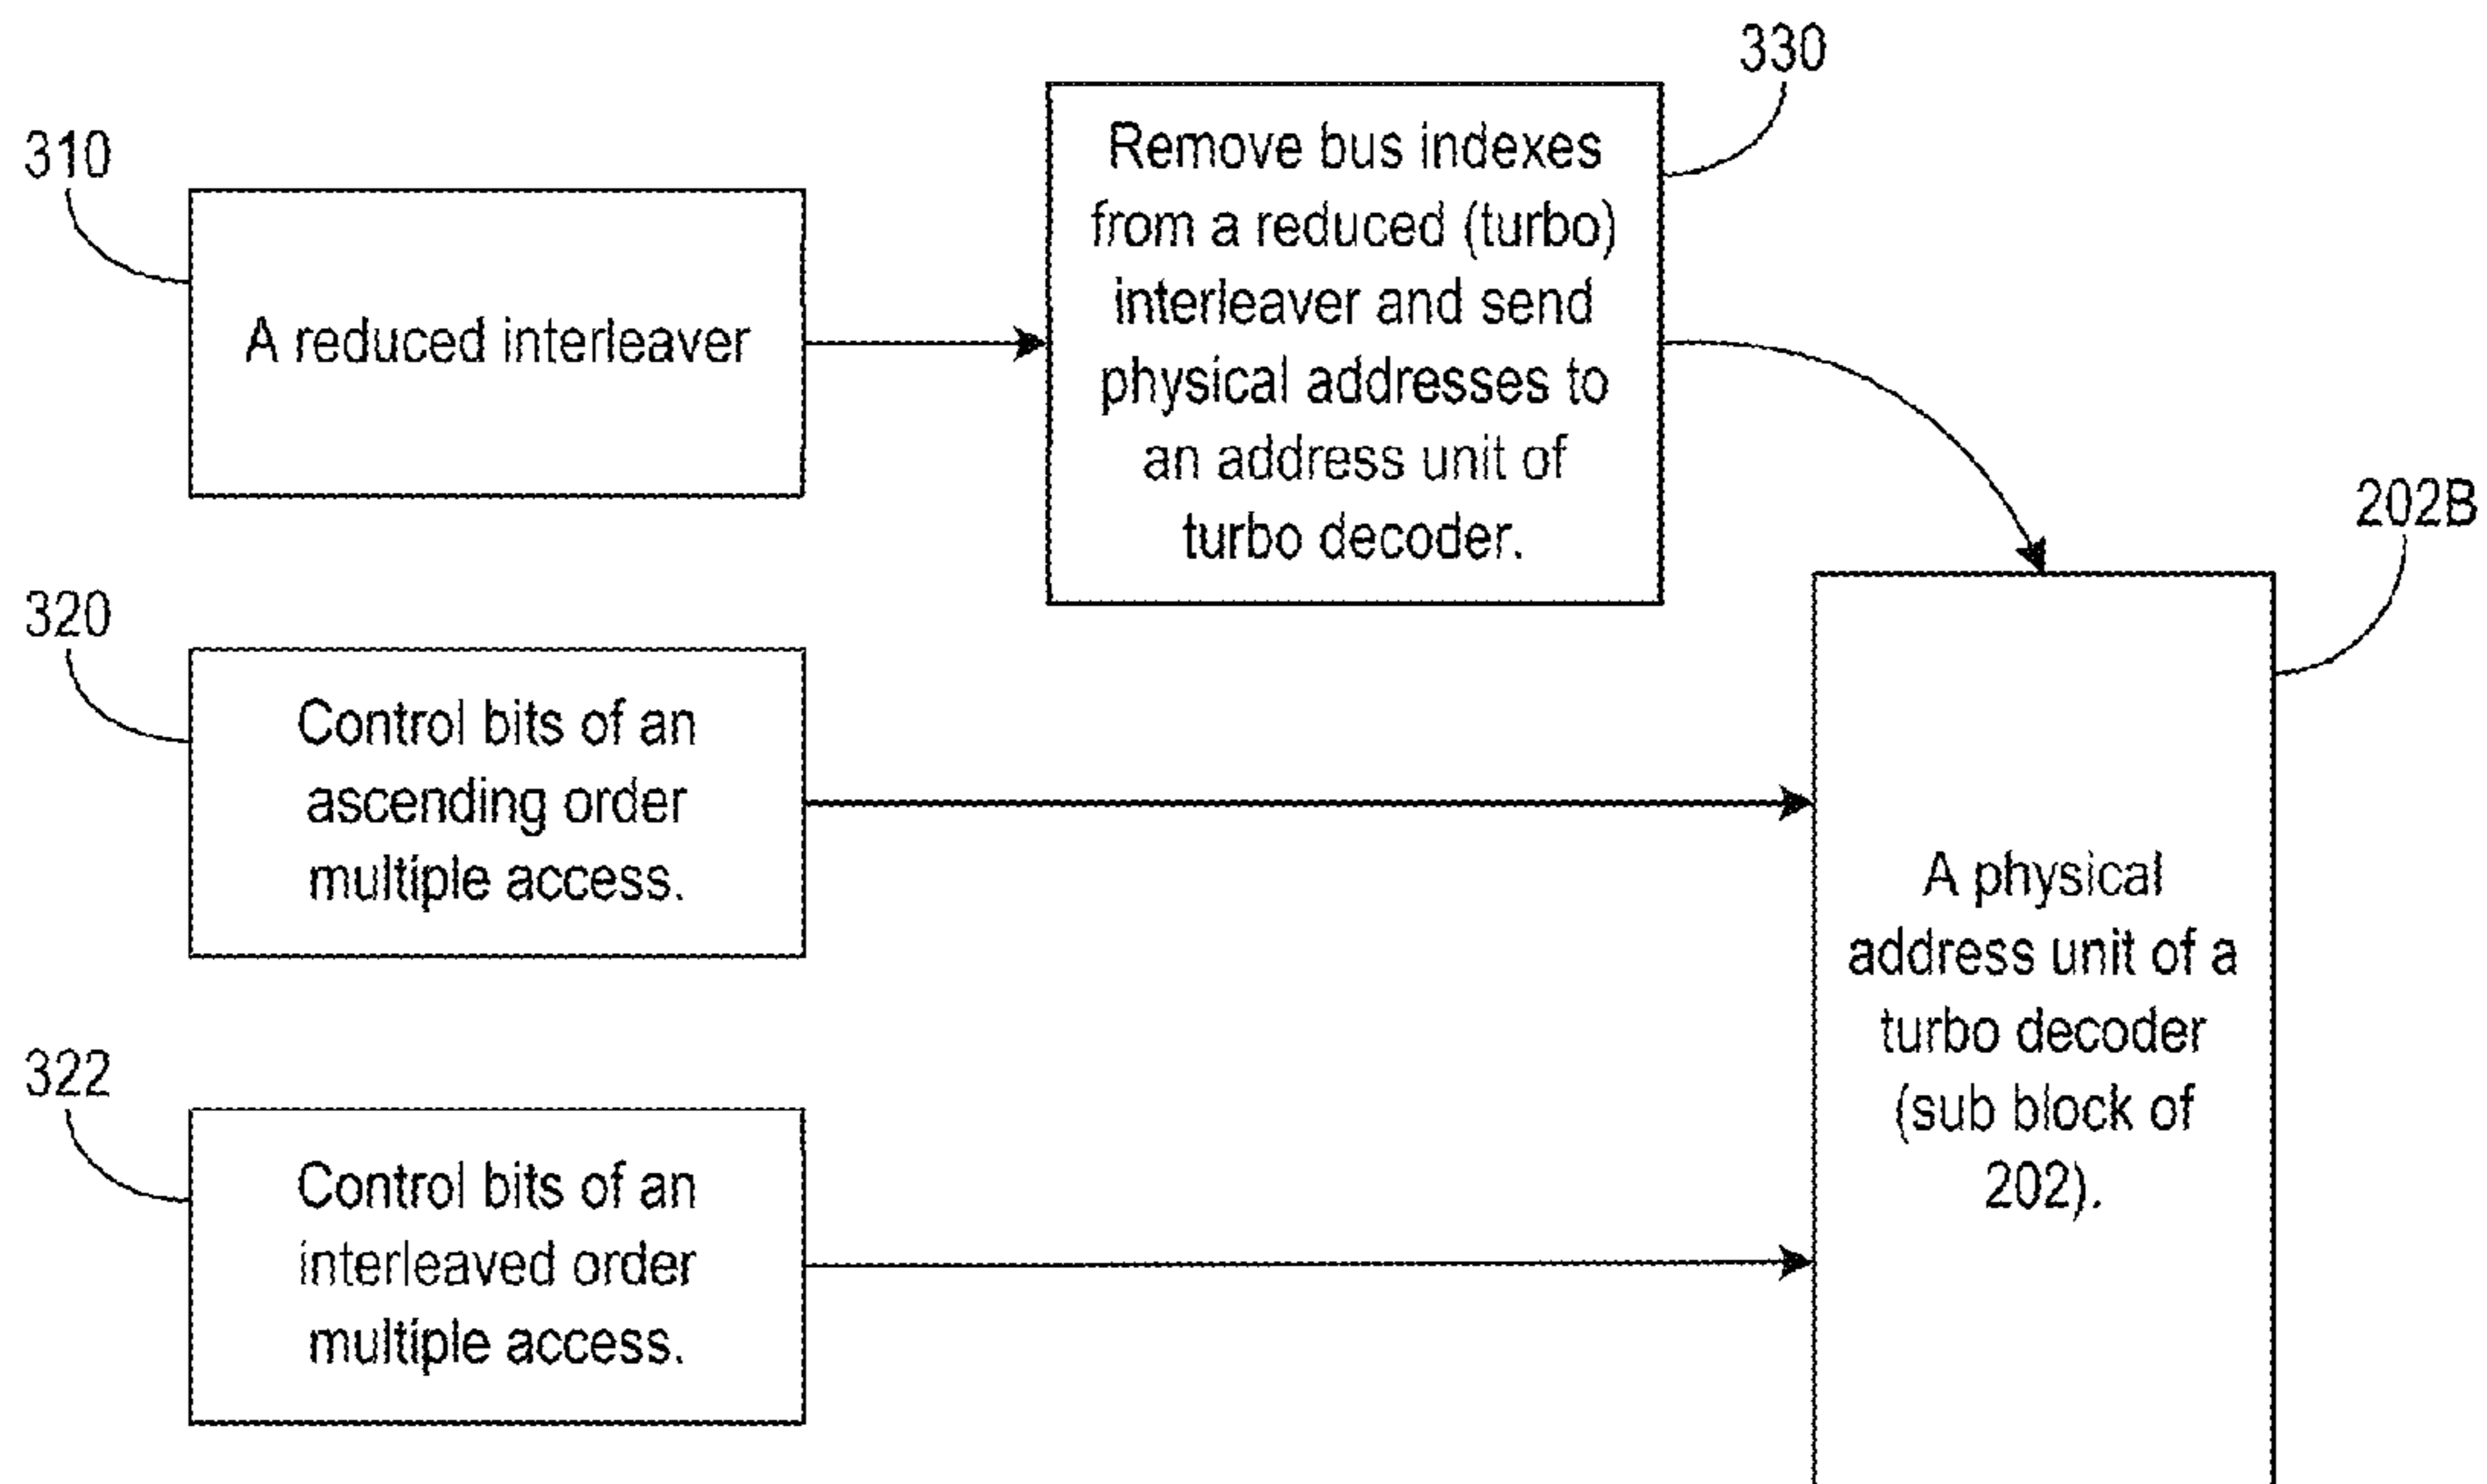 330
310
Remove bus indexes
from a reduced (turbo)
interleaver and send
physical addresses to
an address unit of
turbo decoder.
A reduced interleaver
202B
320
Control bits of an
ascending order
multiple access.
A physical
address unit of a
turbo decoder
(sub block of
202).
322
Control bits of an
interleaved order
multiple access.